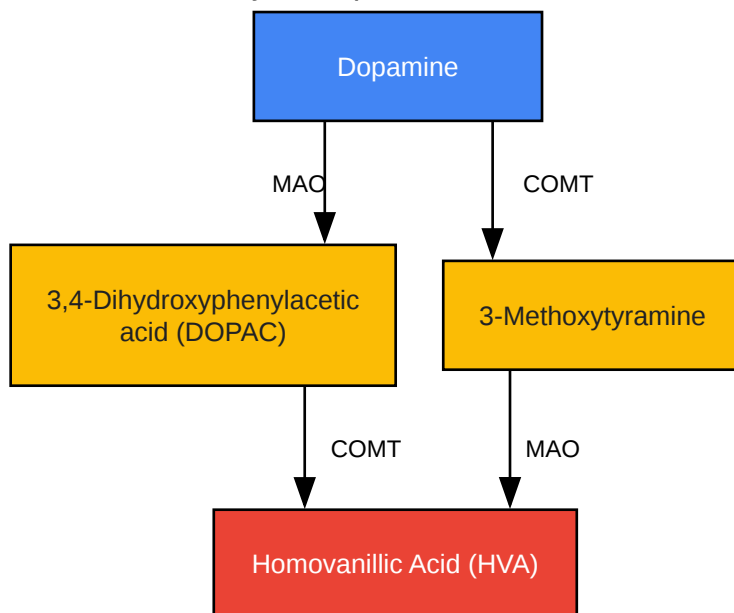 Dopamine
MAO
COMT
3,4-Dihydroxyphenylacetic
acid (DOPAC)
3-Methoxytyramine
COMT
MAO
Homovanillic Acid (HVA)